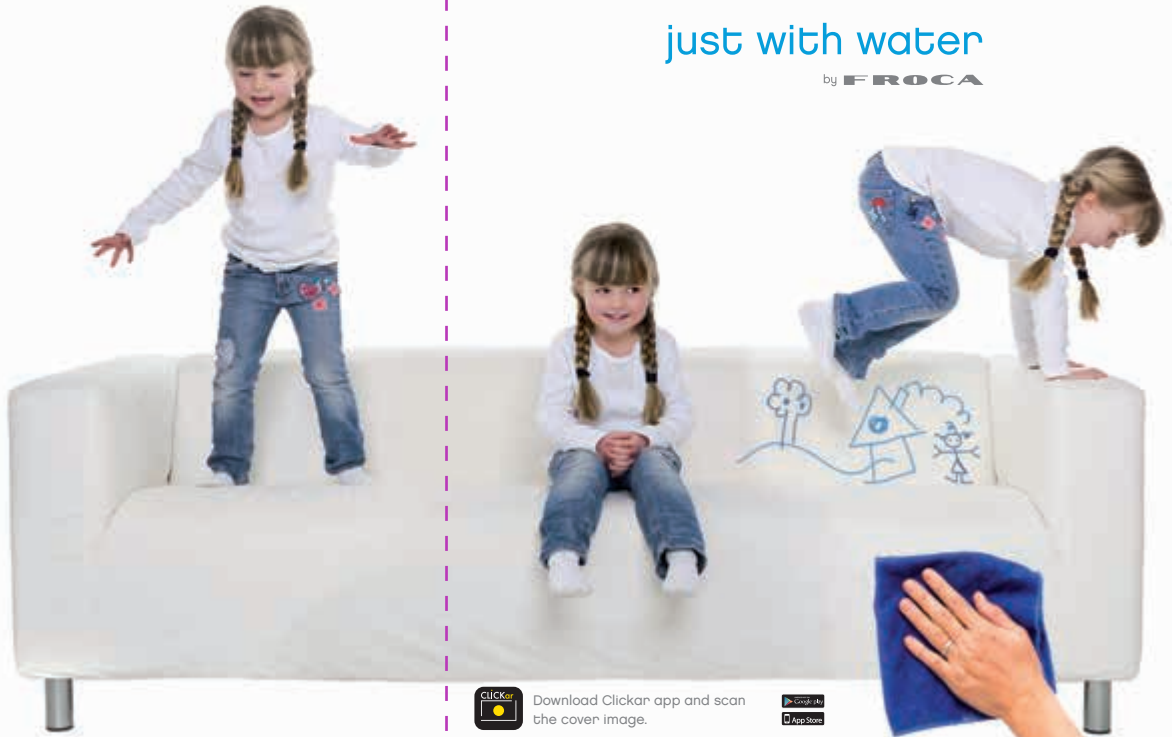 just with water
by FROCA
CLICKar
Download Clickar app and scan
the cover image.
Google play
App Store